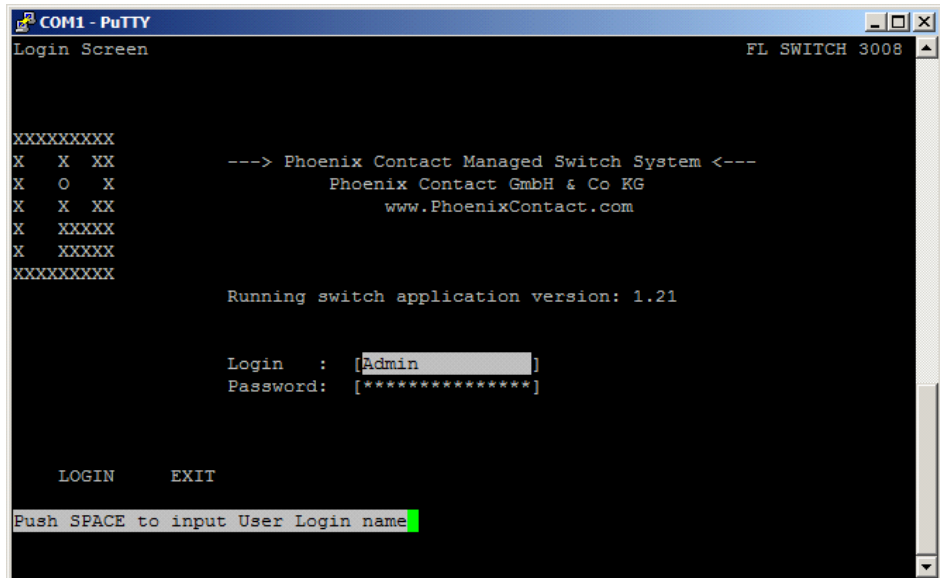 COM1 - PuTTY
Login Screen FL SWITCH 3008
XXXXXXXXX
X   X  XX ---> Phoenix Contact Managed Switch System <---
X   O   X Phoenix Contact GmbH & Co KG
X   X  XX www.PhoenixContact.com
X   XXXXX
X   XXXXX
XXXXXXXXX
Running switch application version: 1.21
Login   :  [Admin          ]
Password:  [***************]
LOGIN     EXIT
Push SPACE to input User Login name